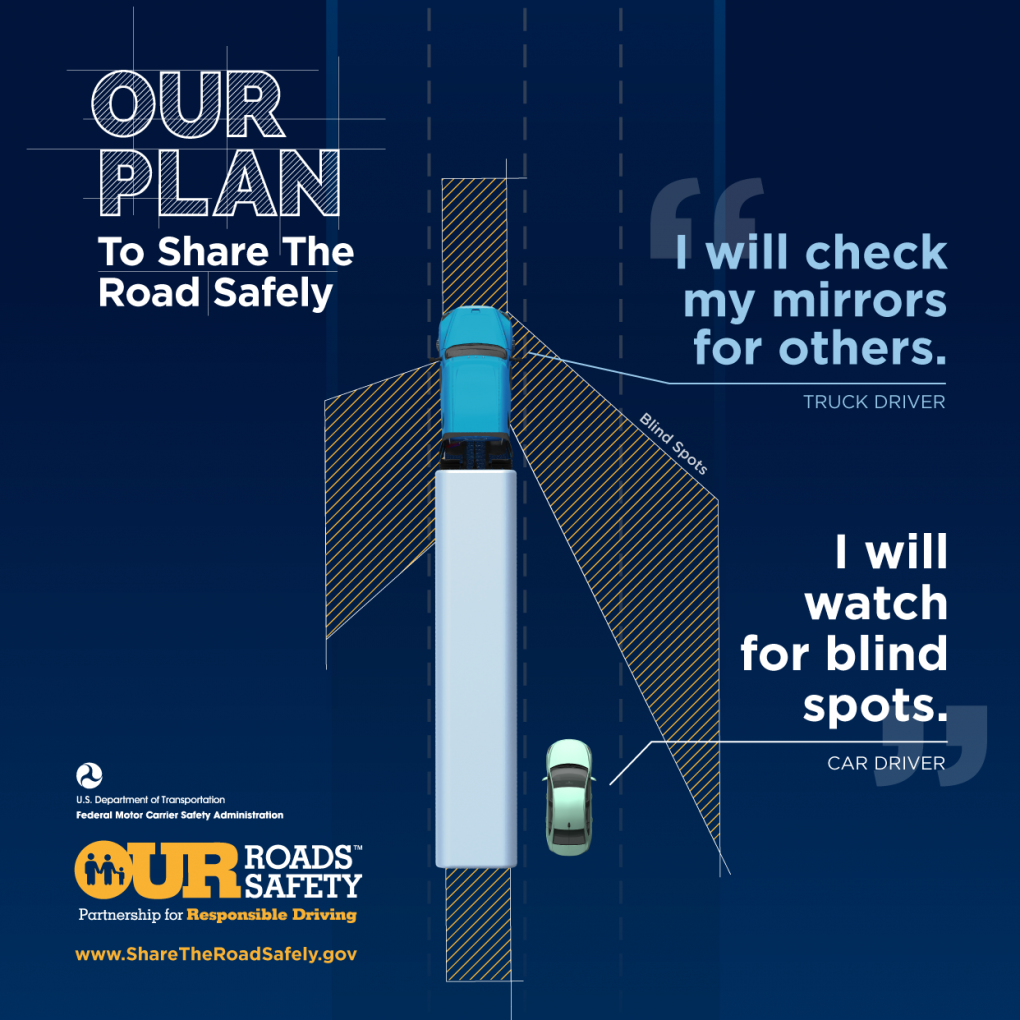 OUR
PLAN
To Share The
Road Safely
“
I will check
my mirrors
for others.
TRUCK DRIVER
Blind Spots
I will
watch
for blind
spots.
”
CAR DRIVER
U.S. Department of Transportation
Federal Motor Carrier Safety Administration
OUR ROADS™
SAFETY
Partnership for Responsible Driving
www.ShareTheRoadSafely.gov